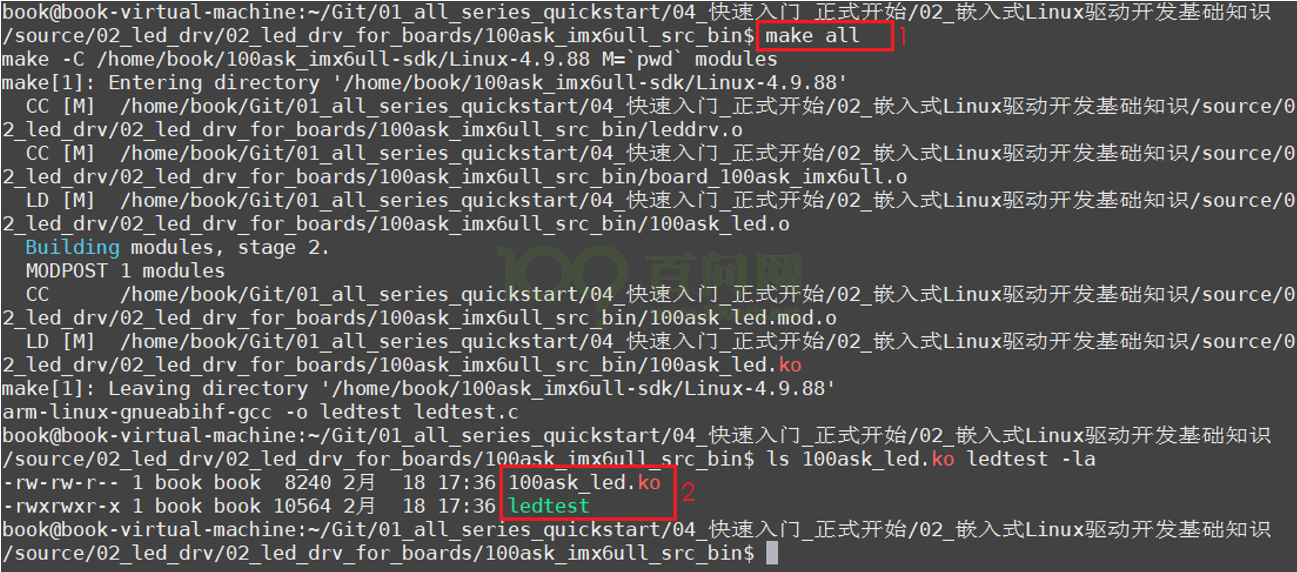 book@book-virtual-machine:~/Git/01_all_series_quickstart/04_快速入门_正式开始/02_嵌入式Linux驱动开发基础知识
/source/02_led_drv/02_led_drv_for_boards/100ask_imx6ull_src_bin$ make all 1
make -C /home/book/100ask_imx6ull-sdk/Linux-4.9.88 M=`pwd` modules
make[1]: Entering directory '/home/book/100ask_imx6ull-sdk/Linux-4.9.88'
CC [M] /home/book/Git/01_all_series_quickstart/04_快速入门_正式开始/02_嵌入式Linux驱动开发基础知识/source/0
2_led_drv/02_led_drv_for_boards/100ask_imx6ull_src_bin/leddrv.o
CC [M] /home/book/Git/01_all_series_quickstart/04_快速入门_正式开始/02_嵌入式Linux驱动开发基础知识/source/0
2_led_drv/02_led_drv_for_boards/100ask_imx6ull_src_bin/board_100ask_imx6ull.o
LD [M] /home/book/Git/01_all_series_quickstart/04_快速入门_正式开始/02_嵌入式Linux驱动开发基础知识/source/0
2_led_drv/02_led_drv_for_boards/100ask_imx6ull_src_bin/100ask_led.o
Building modules, stage 2.
MODPOST 1 modules
100 百问网
CC /home/book/Git/01_all_series_quickstart/04_快速入门_正式开始/02_嵌入式Linux驱动开发基础知识/source/0
2_led_drv/02_led_drv_for_boards/100ask_imx6ull_src_bin/100ask_led.mod.o
LD [M] /home/book/Git/01_all_series_quickstart/04_快速入门_正式开始/02_嵌入式Linux驱动开发基础知识/source/0
2_led_drv/02_led_drv_for_boards/100ask_imx6ull_src_bin/100ask_led.ko
make[1]: Leaving directory '/home/book/100ask_imx6ull-sdk/Linux-4.9.88'
arm-linux-gnueabihf-gcc -o ledtest ledtest.c
book@book-virtual-machine:~/Git/01_all_series_quickstart/04_快速入门_正式开始/02_嵌入式Linux驱动开发基础知识
/source/02_led_drv/02_led_drv_for_boards/100ask_imx6ull_src_bin$ ls 100ask_led.ko ledtest -la
-rw-rw-r-- 1 book book 8240 2月 18 17:36 100ask_led.ko 2
-rwxrwxr-x 1 book book 10564 2月 18 17:36 ledtest
book@book-virtual-machine:~/Git/01_all_series_quickstart/04_快速入门_正式开始/02_嵌入式Linux驱动开发基础知识
/source/02_led_drv/02_led_drv_for_boards/100ask_imx6ull_src_bin$